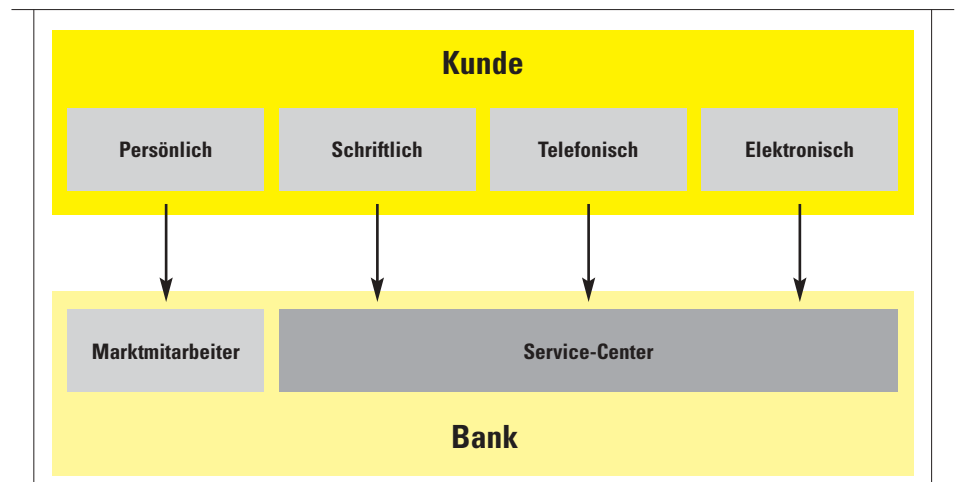 Kunde
Persönlich
Schriftlich
Telefonisch
Elektronisch
Marktmitarbeiter
Service-Center
Bank